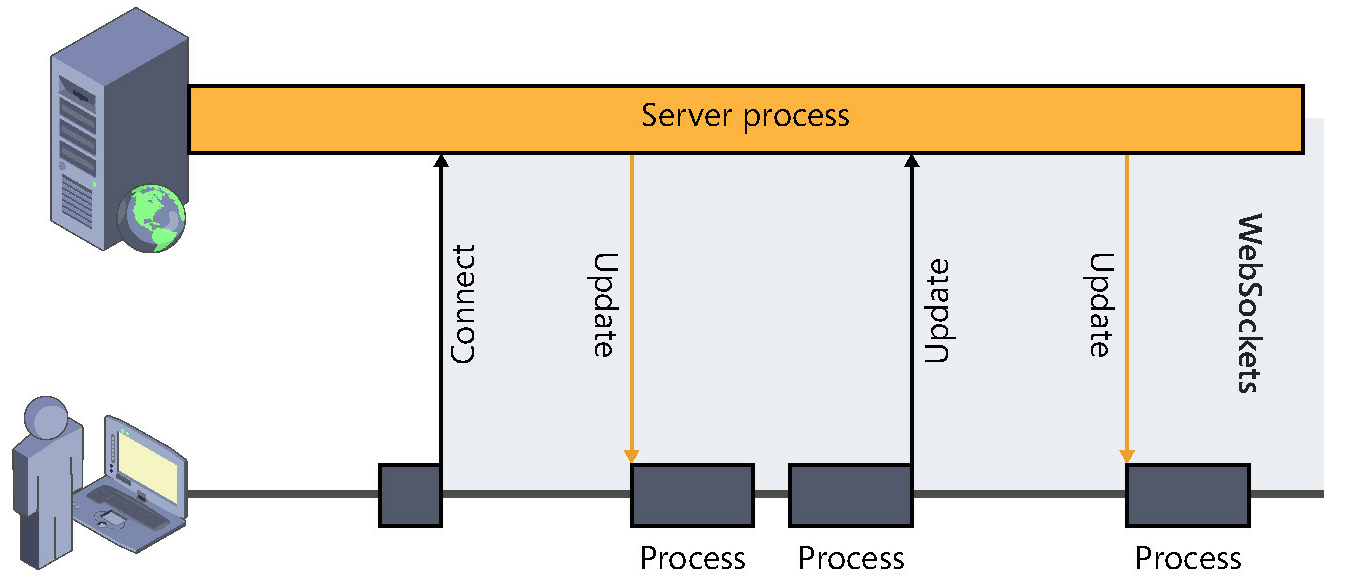 Server process
Connect
Update
Update
Update
WebSockets
Process
Process
Process